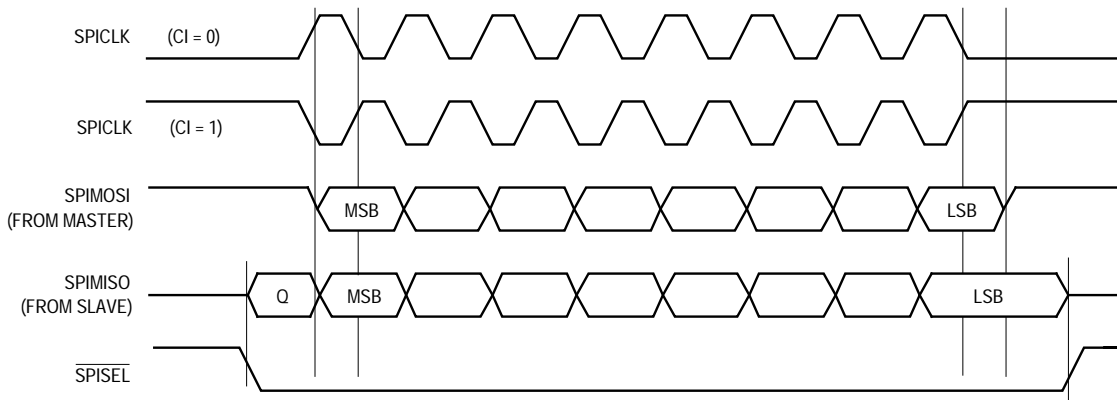 SPICLK (CI = 0)
SPICLK (CI = 1)
SPIMOSI
(FROM MASTER)
MSB LSB
SPIMISO
(FROM SLAVE)
Q MSB LSB
SPISEL